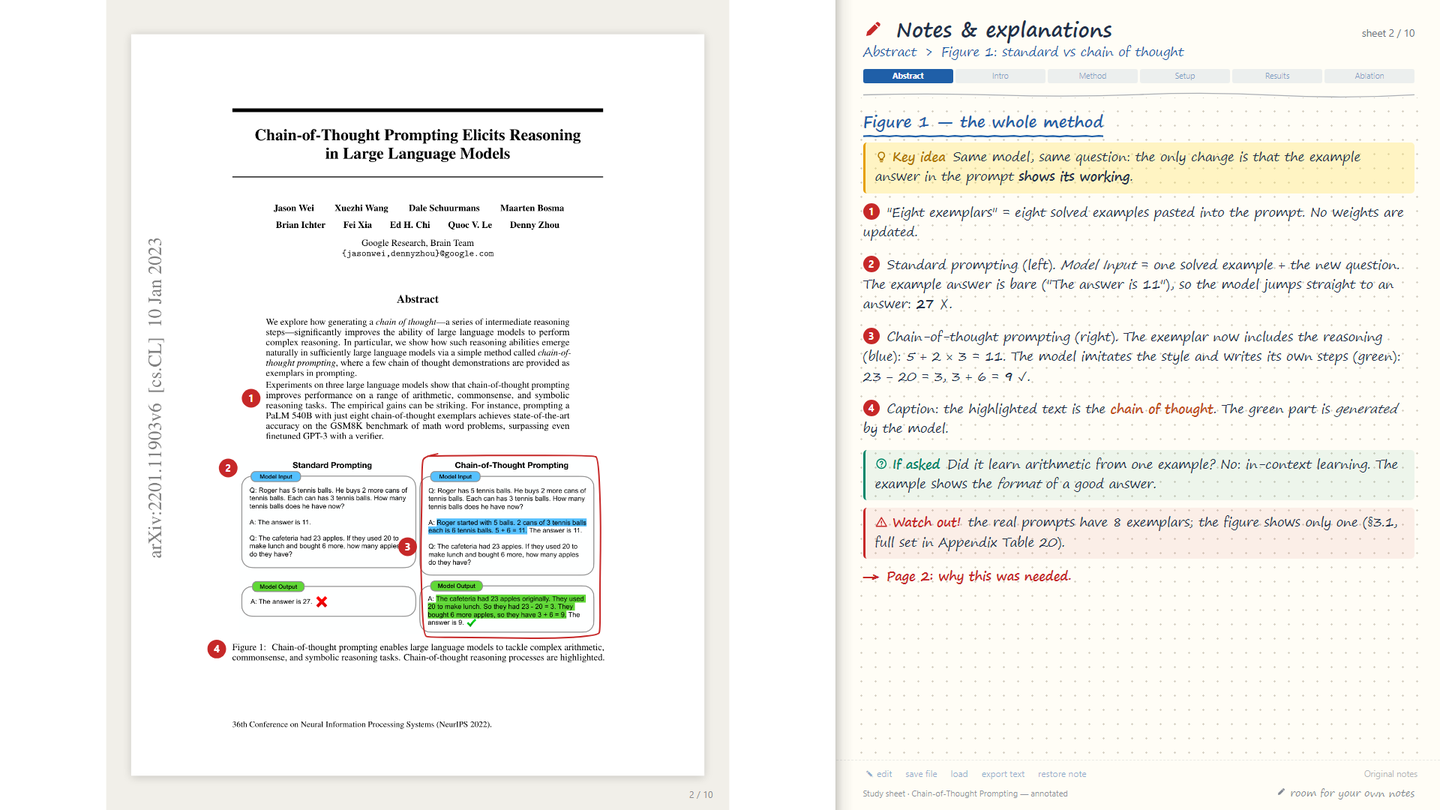 arXiv:2201.11903v6 [cs.CL] 10 Jan 2023
Chain-of-Thought Prompting Elicits Reasoning
in Large Language Models
Jason Wei Xuezhi Wang Dale Schuurmans Maarten Bosma
Brian Ichter Fei Xia Ed H. Chi Quoc V. Le Denny Zhou
Google Research, Brain Team
{jasonwei,dennyzhou}@google.com
Abstract
We explore how generating a chain of thought—a series of intermediate reasoning
steps—significantly improves the ability of large language models to perform
complex reasoning. In particular, we show how such reasoning abilities emerge
naturally in sufficiently large language models via a simple method called chain-of-
thought prompting, where a few chain of thought demonstrations are provided as
exemplars in prompting.
1
Experiments on three large language models show that chain-of-thought prompting
improves performance on a range of arithmetic, commonsense, and symbolic
reasoning tasks. The empirical gains can be striking. For instance, prompting a
PaLM 540B with just eight chain-of-thought exemplars achieves state-of-the-art
accuracy on the GSM8K benchmark of math word problems, surpassing even
finetuned GPT-3 with a verifier.
2
Standard Prompting
Model Input
Q: Roger has 5 tennis balls. He buys 2 more cans of
tennis balls. Each can has 3 tennis balls. How many
tennis balls does he have now?
A: The answer is 11.
Q: The cafeteria had 23 apples. If they used 20 to
make lunch and bought 6 more, how many apples
do they have?
Model Output
A: The answer is 27.
3
Chain-of-Thought Prompting
Model Input
Q: Roger has 5 tennis balls. He buys 2 more cans of
tennis balls. Each can has 3 tennis balls. How many
tennis balls does he have now?
A: Roger started with 5 balls. 2 cans of 3 tennis balls
each is 6 tennis balls. 5 + 6 = 11. The answer is 11.
Q: The cafeteria had 23 apples. If they used 20 to
make lunch and bought 6 more, how many apples
do they have?
Model Output
A: The cafeteria had 23 apples originally. They used
20 to make lunch. So they had 23 - 20 = 3. They
bought 6 more apples, so they have 3 + 6 = 9. The
answer is 9.
4
Figure 1: Chain-of-thought prompting enables large language models to tackle complex arithmetic,
commonsense, and symbolic reasoning tasks. Chain-of-thought reasoning processes are highlighted.
36th Conference on Neural Information Processing Systems (NeurIPS 2022).
2 / 10
Notes & explanations
sheet 2 / 10
Abstract > Figure 1: standard vs chain of thought
Abstract Intro Method Setup Results Ablation
Figure 1 — the whole method
Key idea Same model, same question: the only change is that the example
answer in the prompt shows its working.
1 "Eight exemplars" = eight solved examples pasted into the prompt. No weights are
updated.
2 Standard prompting (left). Model Input = one solved example + the new question.
The example answer is bare ("The answer is 11"), so the model jumps straight to an
answer: 27 ✗.
3 Chain-of-thought prompting (right). The exemplar now includes the reasoning
(blue): 5 + 2 × 3 = 11. The model imitates the style and writes its own steps (green):
23 − 20 = 3, 3 + 6 = 9 ✓.
4 Caption: the highlighted text is the chain of thought. The green part is generated
by the model.
If asked Did it learn arithmetic from one example? No: in-context learning. The
example shows the format of a good answer.
Watch out! the real prompts have 8 exemplars; the figure shows only one (§3.1,
full set in Appendix Table 20).
→ Page 2: why this was needed.
edit save file load export text restore note
Original notes
Study sheet · Chain-of-Thought Prompting — annotated
room for your own notes